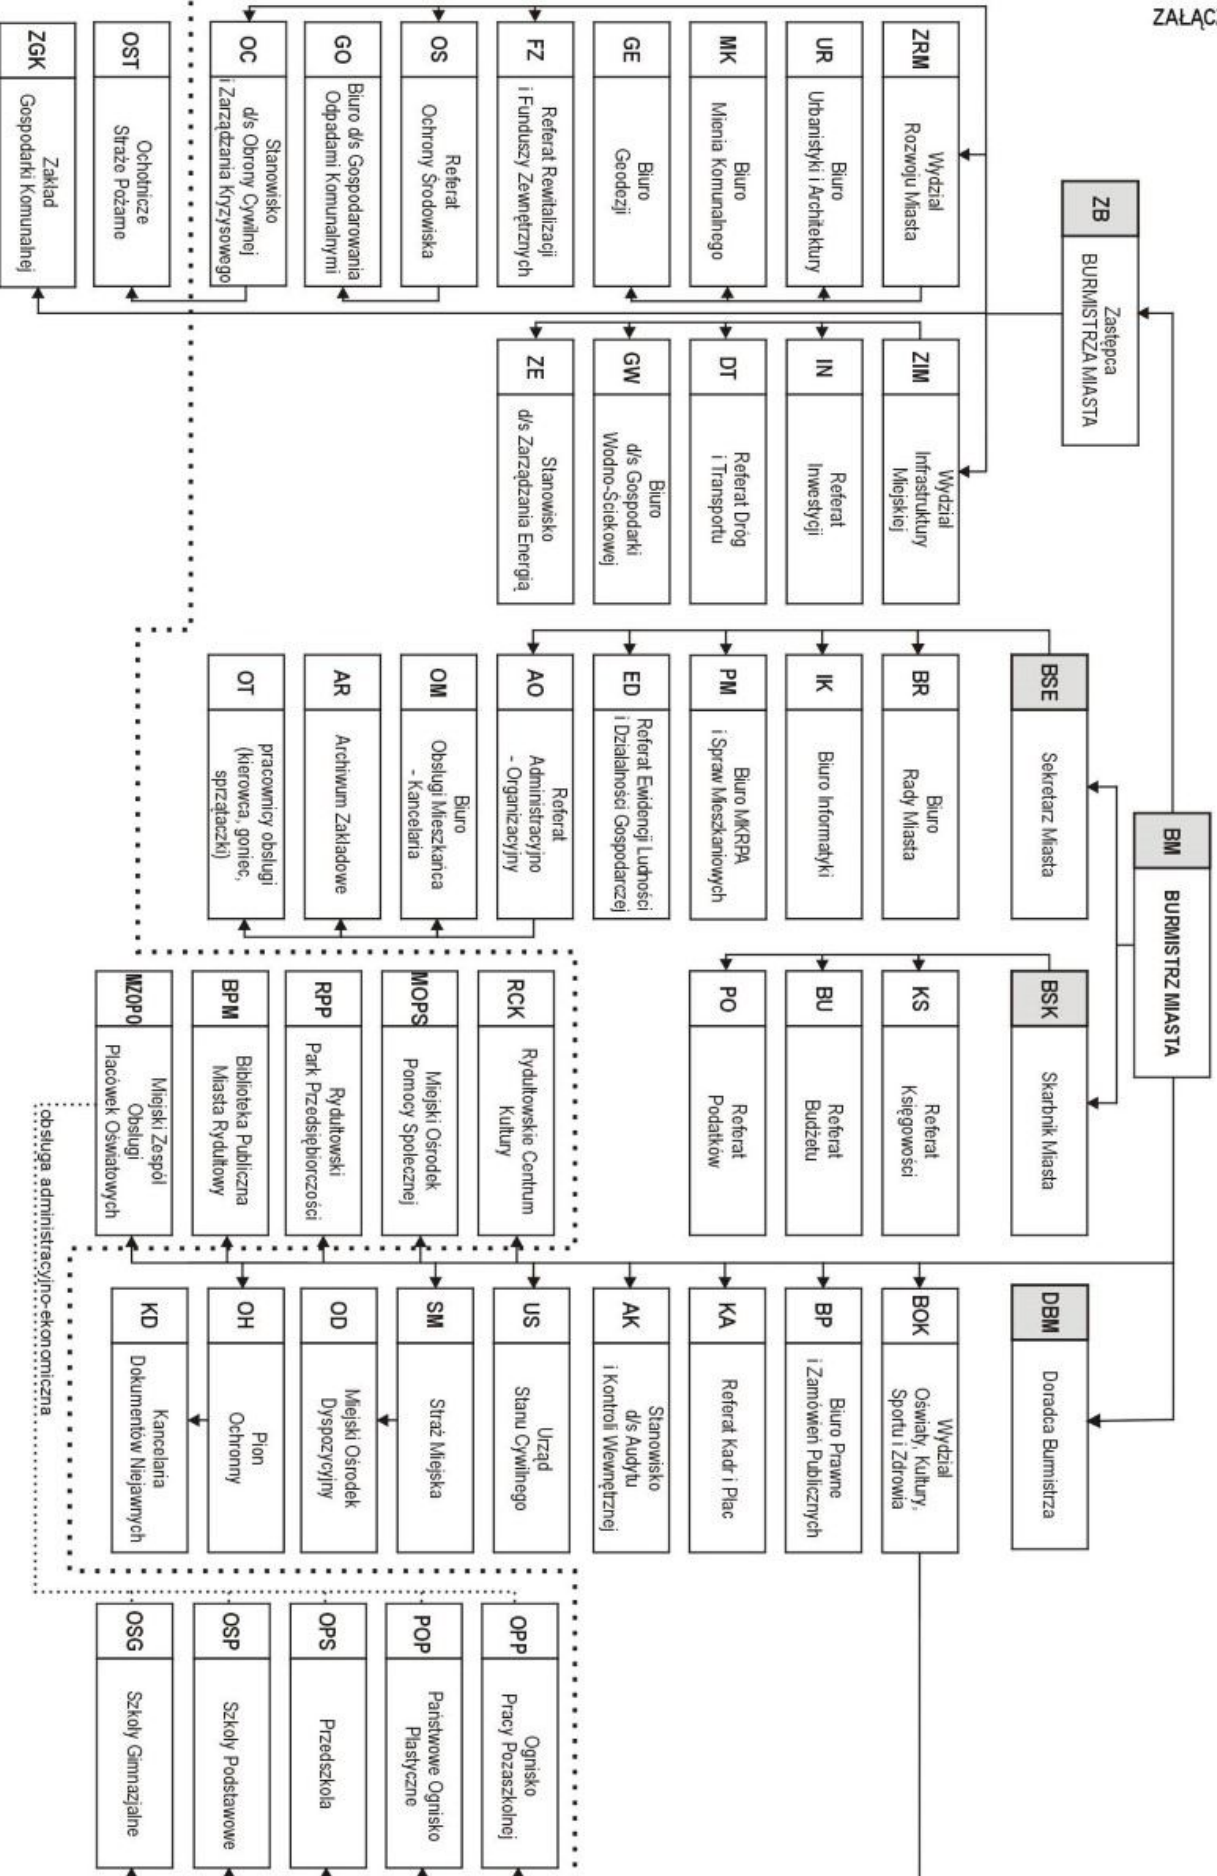 ZAŁĄC
BM
BURMISTRZ MIASTA
ZB
Zastępca
BURMISTRZA MIASTA
BSE
Sekretarz Miasta
BSK
Skarbnik Miasta
DBM
Doradca Burmistrza
ZRM
Wydział
Rozwoju Miasta
UR
Biuro
Urbanistyki i Architektury
MK
Biuro
Mienia Komunalnego
GE
Biuro
Geodezji
FZ
Referat Rewitalizacji
i Funduszy Zewnętrznych
OS
Referat
Ochrony Środowiska
GO
Biuro d/s Gospodarowania
Odpadami Komunalnymi
OC
Stanowisko
d/s Obrony Cywilnej
i Zarządzania Kryzysowego
OST
Ochotnicze
Straże Pożarne
ZGK
Zakład
Gospodarki Komunalnej
ZIM
Wydział
Infrastruktury
Miejskiej
IN
Referat
Inwestycji
DT
Referat Dróg
i Transportu
GW
Biuro
d/s Gospodarki
Wodno-Ściekowej
ZE
Stanowisko
d/s Zarządzania Energią
BR
Biuro
Rady Miasta
IK
Biuro Informatyki
PM
Biuro MKRPA
i Spraw Mieszkaniowych
ED
Referat Ewidencji Ludności
i Działalności Gospodarczej
AO
Referat
Administracyjno
- Organizacyjny
OM
Biuro
Obsługi Mieszkańca
- Kancelaria
AR
Archiwum Zakładowe
OT
pracownicy obsługi
(kierowca, goniec,
sprzątaczki)
KS
Referat
Księgowości
BU
Referat
Budżetu
PO
Referat
Podatków
RCK
Rydułtowskie Centrum
Kultury
MOPS
Miejski Ośrodek
Pomocy Społecznej
RPP
Rydułtowski
Park Przedsiębiorczości
BPM
Biblioteka Publiczna
Miasta Rydułtowy
MZOPO
Miejski Zespół
Obsługi
Placówek Oświatowych
BOK
Wydział
Oświaty, Kultury,
Sportu i Zdrowia
BP
Biuro Prawne
i Zamówień Publicznych
KA
Referat Kadr i Płac
AK
Stanowisko
d/s Audytu
i Kontroli Wewnętrznej
US
Urząd
Stanu Cywilnego
SM
Straż Miejska
OD
Miejski Ośrodek
Dyspozycyjny
OH
Pion
Ochronny
KD
Kancelaria
Dokumentów Niejawnych
OPP
Ognisko
Pracy Pozaszkolnej
POP
Państwowe Ognisko
Plastyczne
OPS
Przedszkola
OSP
Szkoły Podstawowe
OSG
Szkoły Gimnazjalne
obsługa administracyjno-ekonomiczna